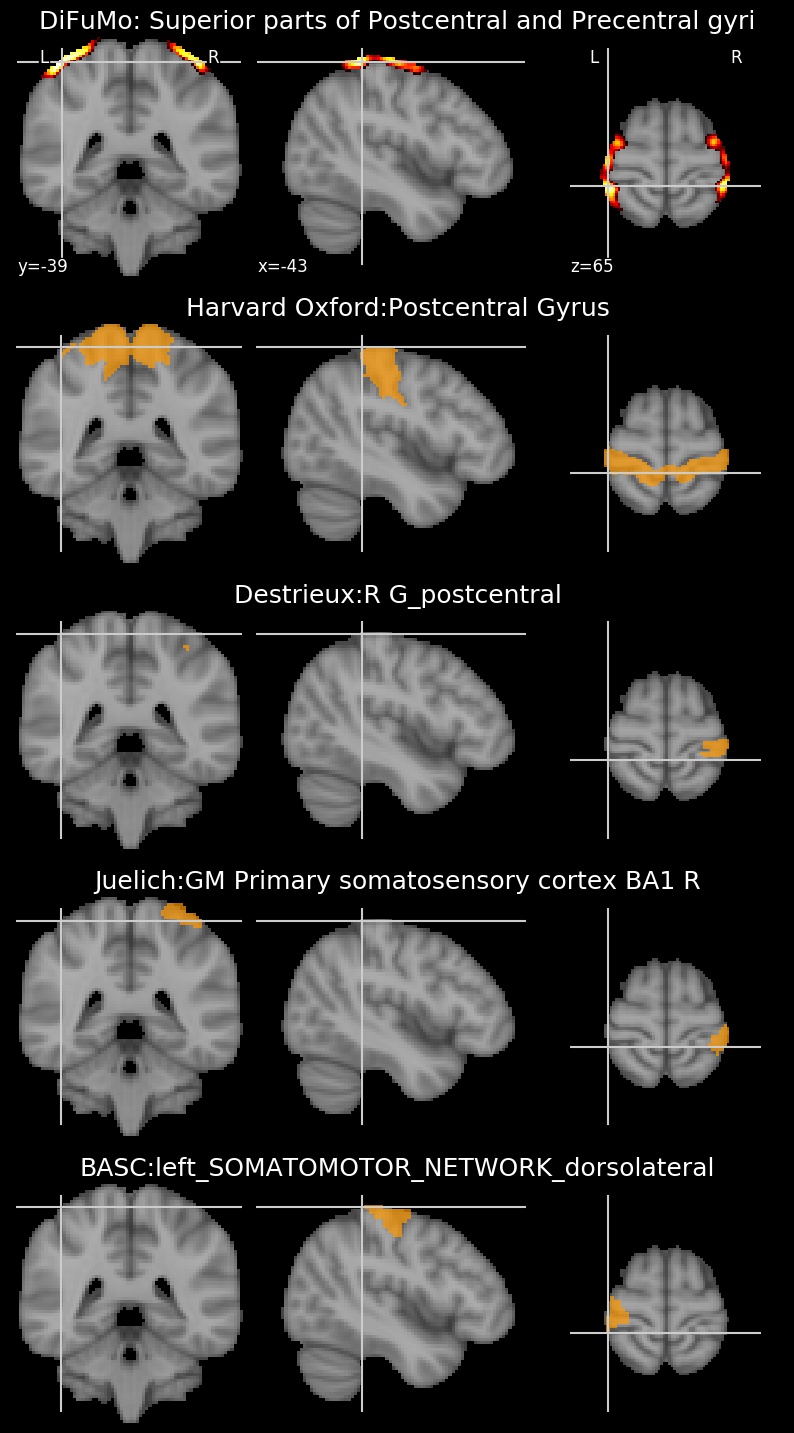 DiFuMo: Superior parts of Postcentral and Precentral gyri
L R L R
y=-39 x=-43 z=65
Harvard Oxford:Postcentral Gyrus
Destrieux:R G_postcentral
Juelich:GM Primary somatosensory cortex BA1 R
BASC:left_SOMATOMOTOR_NETWORK_dorsolateral